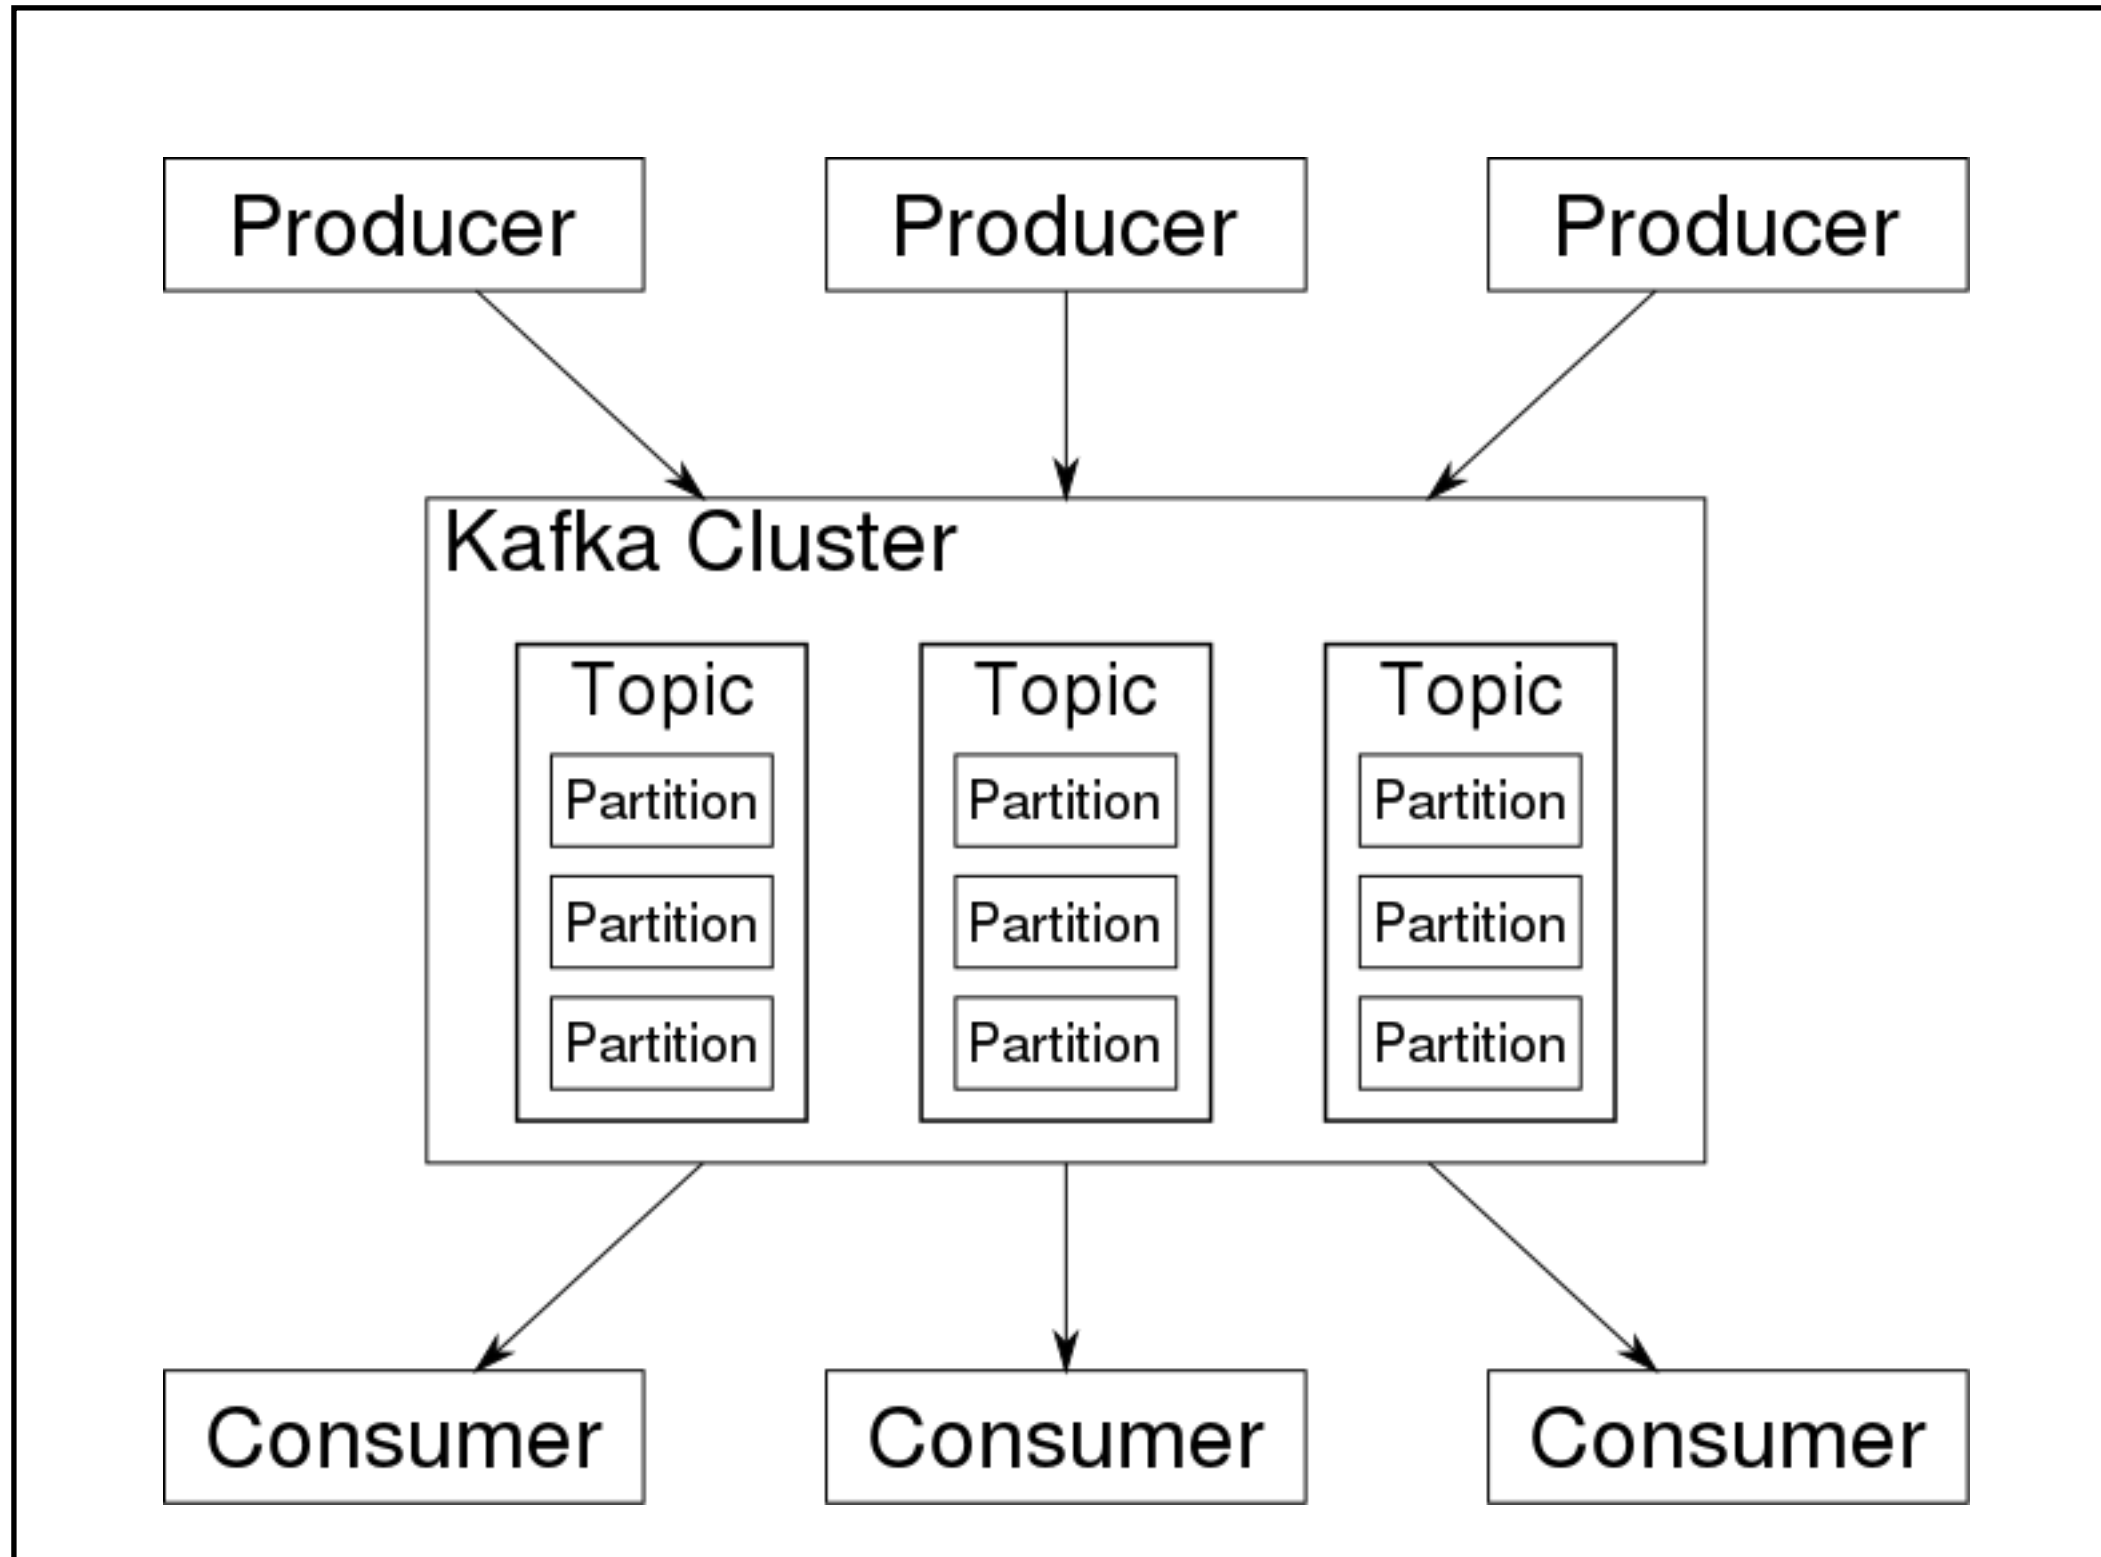 Producer Producer Producer
Kafka Cluster
Topic Topic Topic
Partition Partition Partition
Partition Partition Partition
Partition Partition Partition
Consumer Consumer Consumer